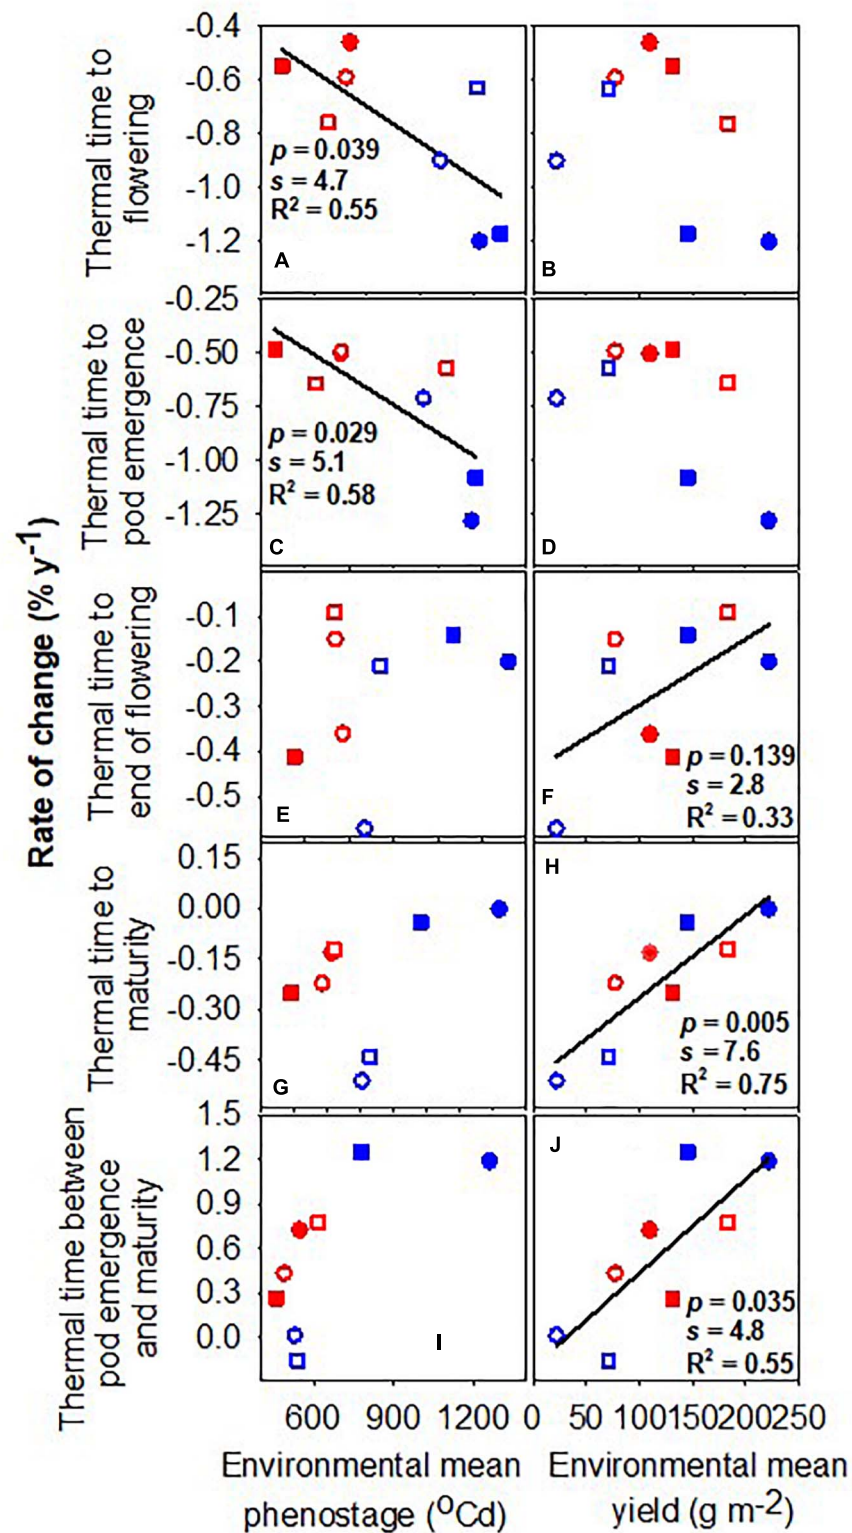 Rate of change (% y-1)
Thermal time to
flowering
-0.4
-0.6
-0.8
-1.0
-1.2
p = 0.039
s = 4.7
R2 = 0.55
A
B
Thermal time to
pod emergence
-0.25
-0.50
-0.75
-1.00
-1.25
p = 0.029
s = 5.1
R2 = 0.58
C
D
Thermal time to
end of flowering
-0.1
-0.2
-0.3
-0.4
-0.5
E
F
p = 0.139
s = 2.8
R2 = 0.33
Thermal time to
maturity
0.15
0.00
-0.15
-0.30
-0.45
G
H
p = 0.005
s = 7.6
R2 = 0.75
Thermal time between
pod emergence
and maturity
1.5
1.2
0.9
0.6
0.3
0.0
I
J
p = 0.035
s = 4.8
R2 = 0.55
600 900 1200 0 50 100 150 200 250
Environmental mean
phenostage (oCd)
Environmental mean
yield (g m-2)